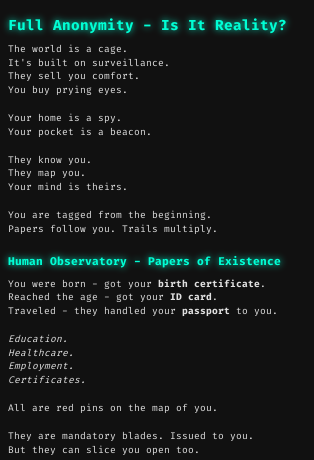 Full Anonymity - Is It Reality?
The world is a cage.
It's built on surveillance.
They sell you comfort.
You buy prying eyes.
Your home is a spy.
Your pocket is a beacon.
They know you.
They map you.
Your mind is theirs.
You are tagged from the beginning.
Papers follow you. Trails multiply.
Human Observatory - Papers of Existence
You were born - got your birth certificate.
Reached the age - got your ID card.
Traveled - they handled your passport to you.
Education.
Healthcare.
Employment.
Certificates.
All are red pins on the map of you.
They are mandatory blades. Issued to you.
But they can slice you open too.